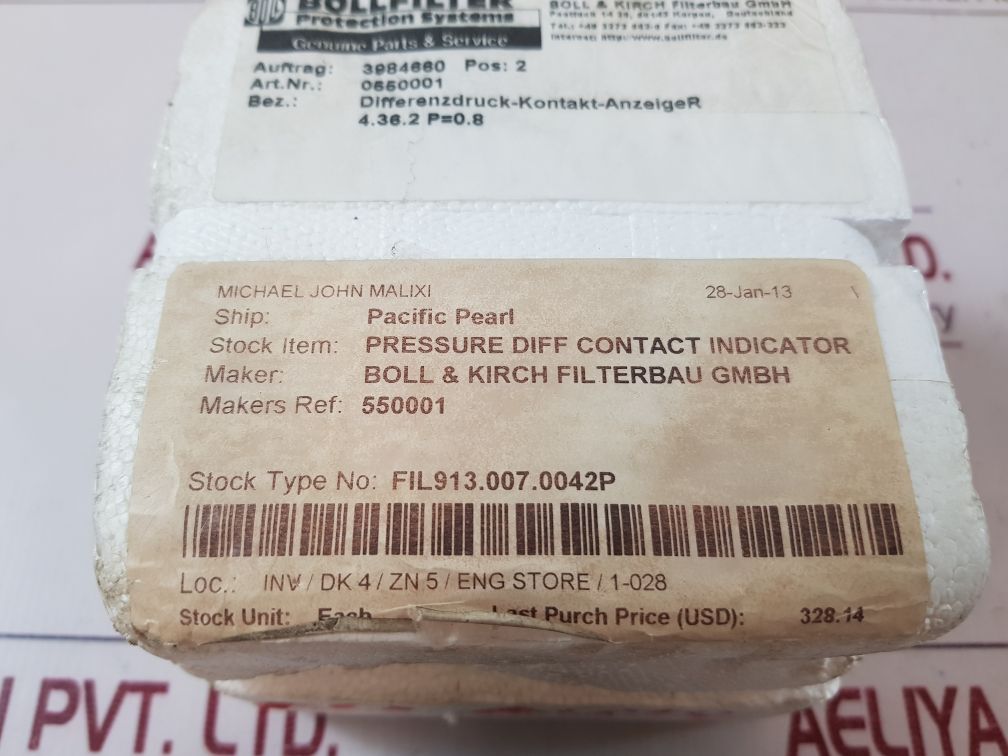 BOLLFILTER
Protection Systems
Genuine Parts & Service
BOLL & KIRCH Filterbau GmbH
Auftrag: 3984660 Pos: 2
Art.Nr.: 0550001
Bez.: Differenzdruck-Kontakt-AnzeigeR
4.36.2 P=0.8
MICHAEL JOHN MALIXI 28-Jan-13
Ship: Pacific Pearl
Stock Item: PRESSURE DIFF CONTACT INDICATOR
Maker: BOLL & KIRCH FILTERBAU GMBH
Makers Ref: 550001
Stock Type No: FIL913.007.0042P
Loc.: INV / DK 4 / ZN 5 / ENG STORE / 1-028
Stock Unit: Each Last Purch Price (USD): 328.14
PVT. LTD. AELIYA